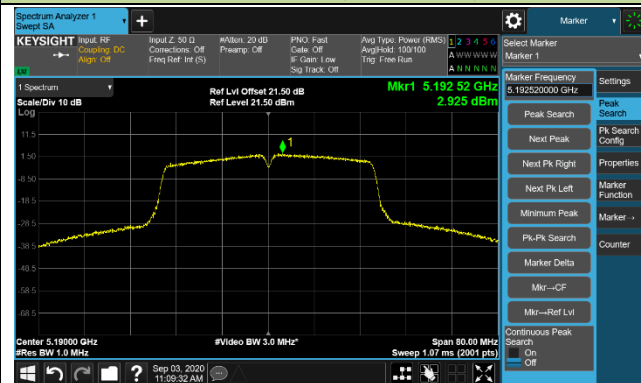 Spectrum Analyzer 1
Swept SA
Marker
KEYSIGHT
Input: RF
Coupling: DC
Align: Off
Input Z: 50 Ω
Corrections: Off
Freq Ref: Int (S)
#Atten: 20 dB
Preamp: Off
PNO: Fast
Gate: Off
IF Gain: Low
Sig Track: Off
Avg Type: Power (RMS)
Avg|Hold: 100/100
Trig: Free Run
1 2 3 4 5 6
A W W W W W
A N N N N N
LXI
1 Spectrum
Scale/Div 10 dB
Log
Ref Lvl Offset 21.50 dB
Ref Level 21.50 dBm
Mkr1 5.192 52 GHz
2.925 dBm
1
11.5
1.50
-8.50
-18.5
-28.5
-38.5
-48.5
-58.5
-68.5
Center 5.19000 GHz
#Res BW 1.0 MHz
#Video BW 3.0 MHz*
Span 80.00 MHz
Sweep 1.07 ms (2001 pts)
Select Marker
Marker 1
Marker Frequency
5.192520000 GHz
Peak Search
Next Peak
Next Pk Right
Next Pk Left
Minimum Peak
Pk-Pk Search
Marker Delta
Mkr→CF
Mkr→Ref Lvl
Continuous Peak
Search
On
Off
Settings
Peak
Search
Pk Search
Config
Properties
Marker
Function
Marker→
Counter
Sep 03, 2020
11:09:32 AM